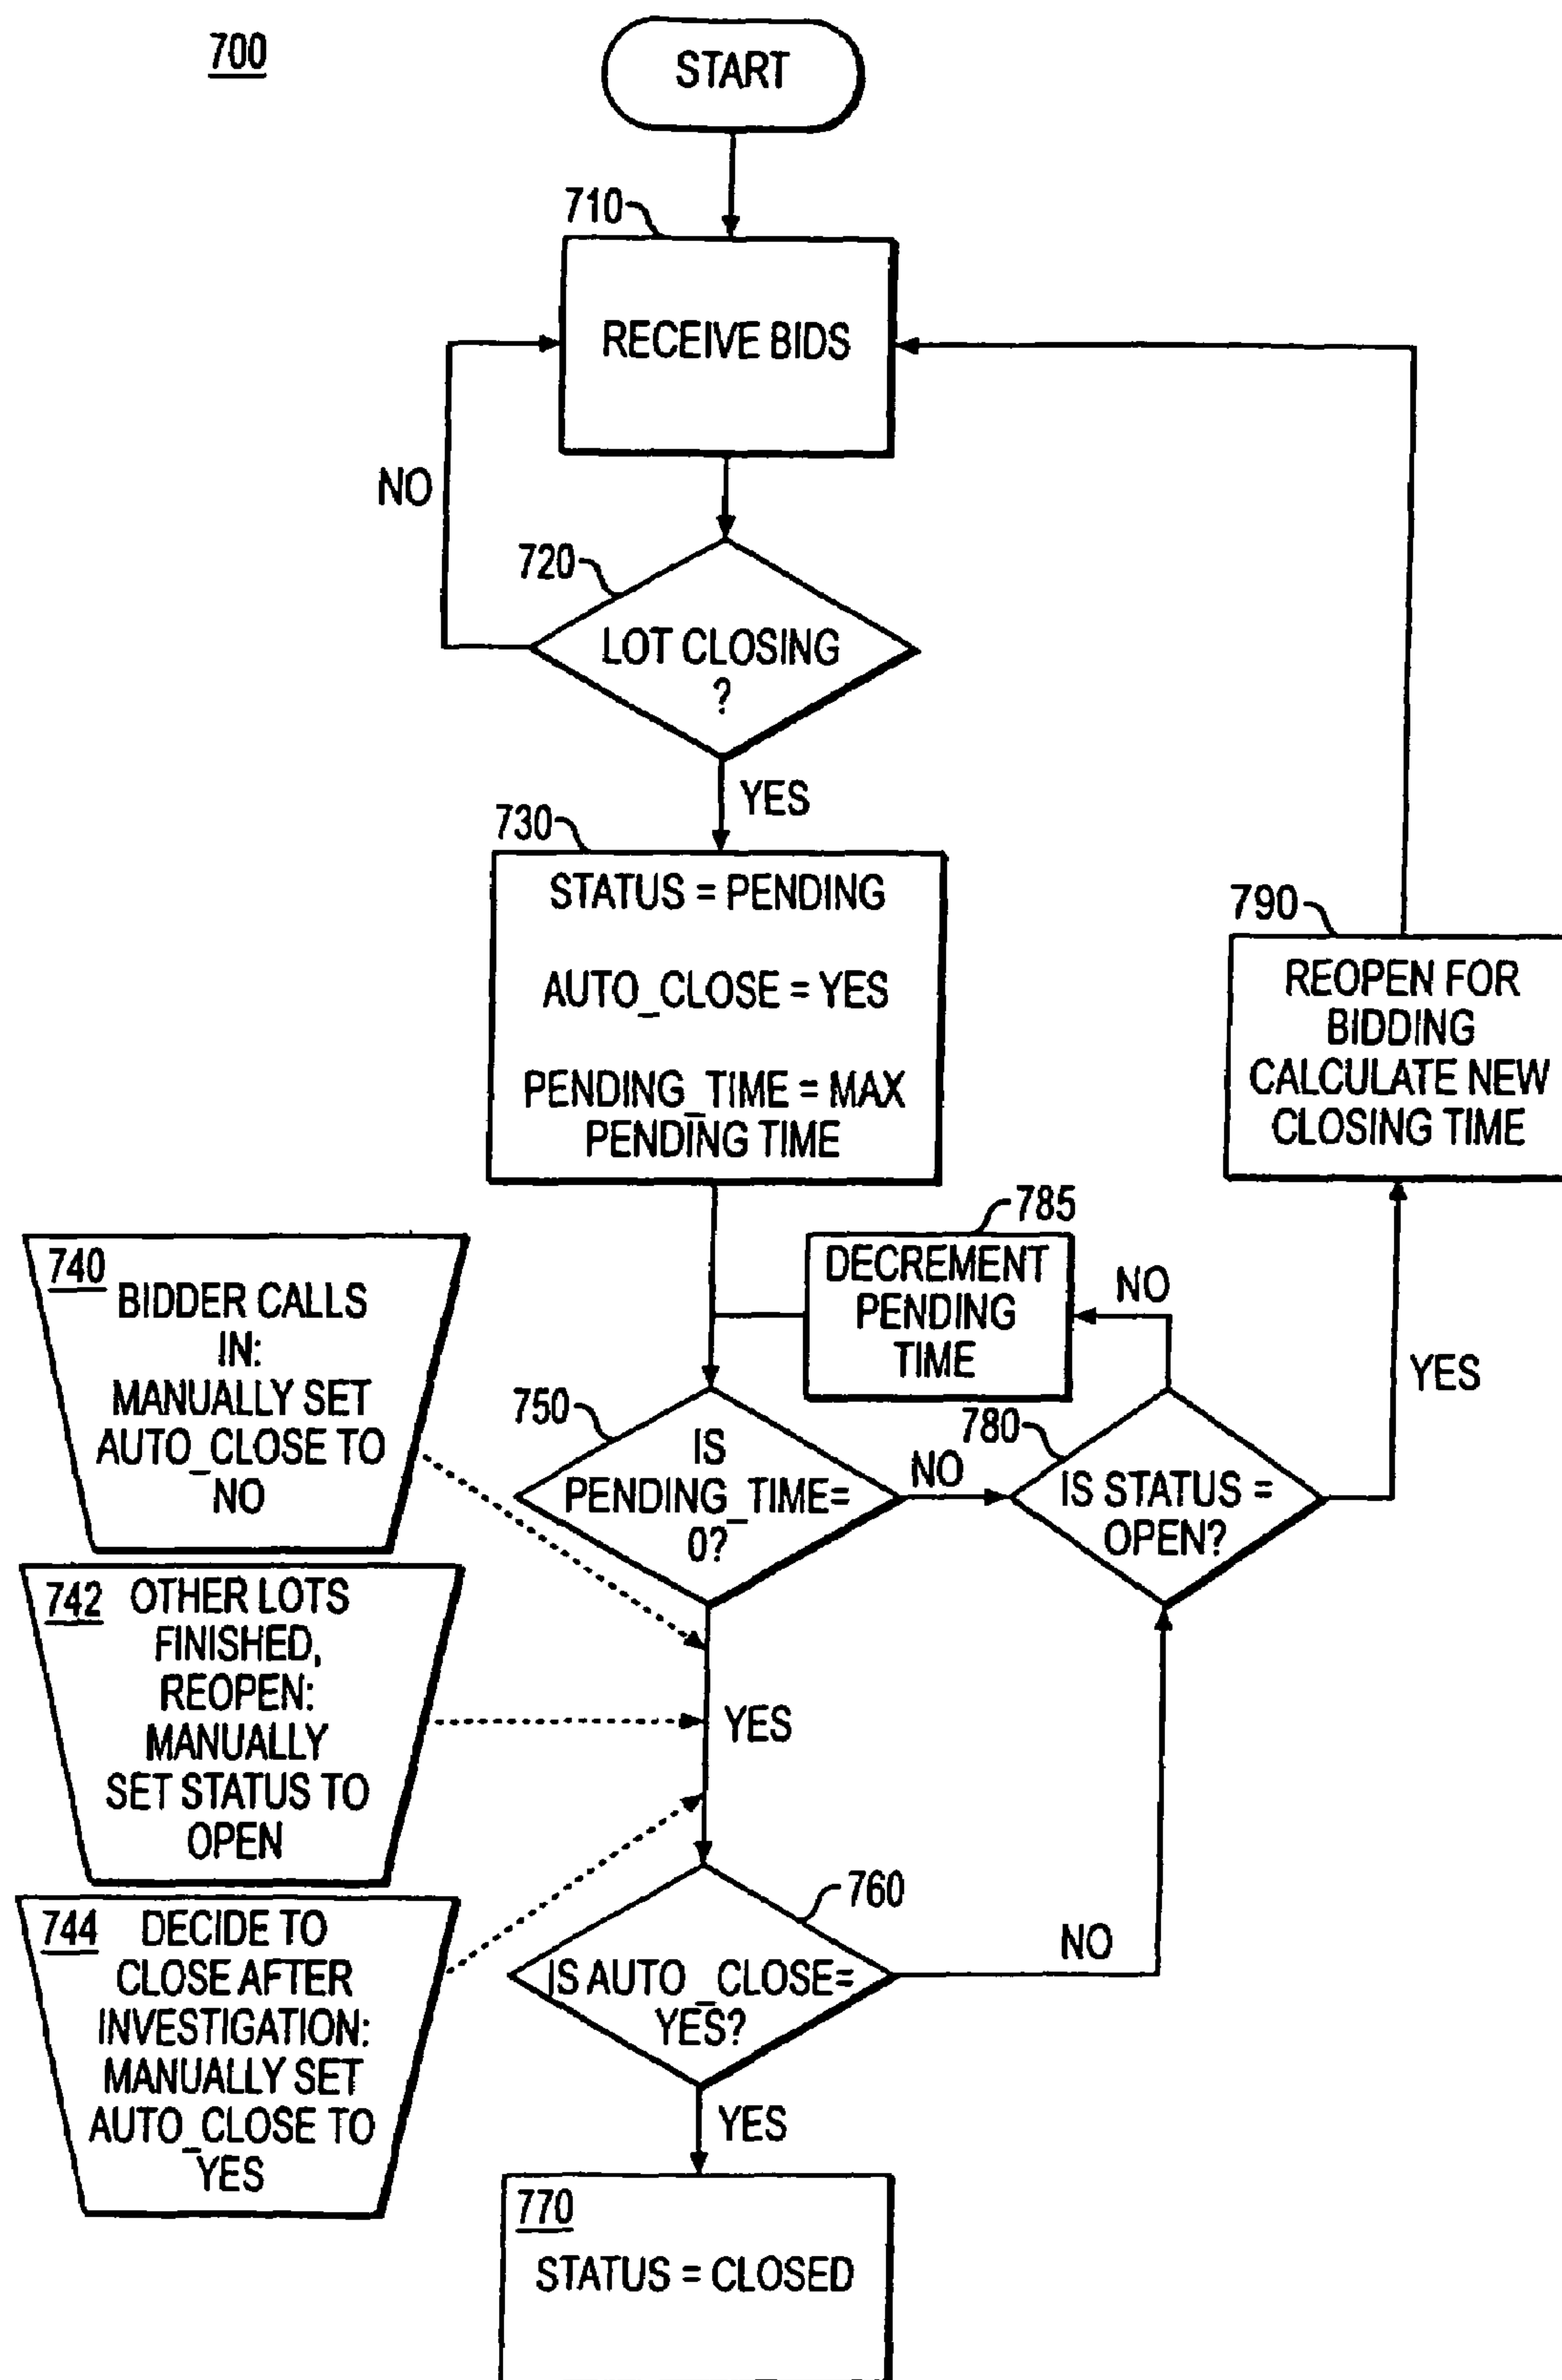 700
START
710
RECEIVE BIDS
NO
720
LOT CLOSING
?
YES
730
STATUS = PENDING
AUTO_CLOSE = YES
PENDING_TIME = MAX
PENDING TIME
790
REOPEN FOR
BIDDING
CALCULATE NEW
CLOSING TIME
785
DECREMENT
PENDING
TIME
NO
YES
740
BIDDER CALLS
IN:
MANUALLY SET
AUTO_CLOSE TO
NO
750
IS
PENDING_TIME=
0?
NO
780
IS STATUS =
OPEN?
742 OTHER LOTS
FINISHED,
REOPEN:
MANUALLY
SET STATUS TO
OPEN
YES
744 DECIDE TO
CLOSE AFTER
INVESTIGATION:
MANUALLY SET
AUTO_CLOSE TO
YES
760
IS AUTO_CLOSE=
YES?
NO
YES
770
STATUS = CLOSED